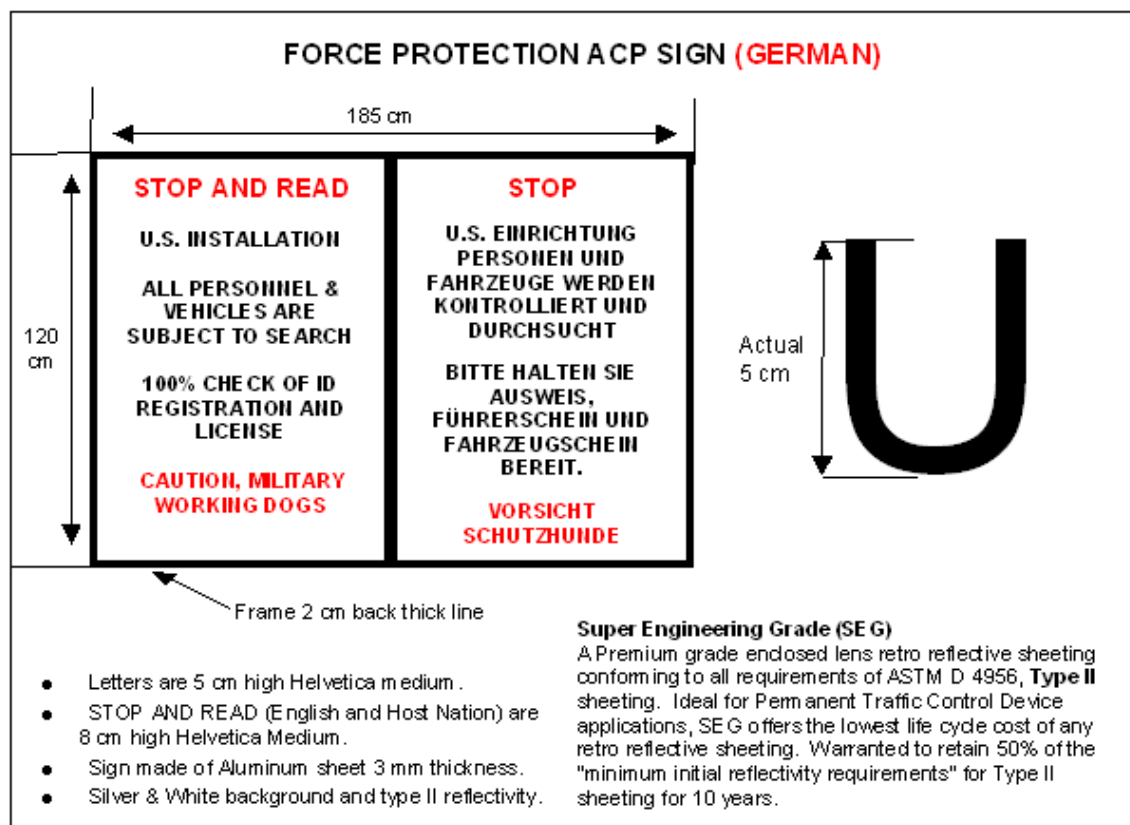 FORCE PROTECTION ACP SIGN (GERMAN)
185 cm
120
cm
STOP AND READ
U.S. INSTALLATION
ALL PERSONNEL &
VEHICLES ARE
SUBJECT TO SEARCH
100% CHECK OF ID
REGISTRATION AND
LICENSE
CAUTION, MILITARY
WORKING DOGS
STOP
U.S. EINRICHTUNG
PERSONEN UND
FAHRZEUGE WERDEN
KONTROLLIERT UND
DURCHSUCHT
BITTE HALTEN SIE
AUSWEIS,
FÜHRERSCHEIN UND
FAHRZEUGSCHEIN
BEREIT.
VORSICHT
SCHUTZHUNDE
Actual
5 cm
U
Frame 2 cm back thick line
● Letters are 5 cm high Helvetica medium.
● STOP AND READ (English and Host Nation) are
8 cm high Helvetica Medium.
● Sign made of Aluminum sheet 3 mm thickness.
● Silver & White background and type II reflectivity.
Super Engineering Grade (SEG)
A Premium grade enclosed lens retro reflective sheeting
conforming to all requirements of ASTM D 4956, Type II
sheeting. Ideal for Permanent Traffic Control Device
applications, SEG offers the lowest life cycle cost of any
retro reflective sheeting. Warranted to retain 50% of the
"minimum initial reflectivity requirements" for Type II
sheeting for 10 years.